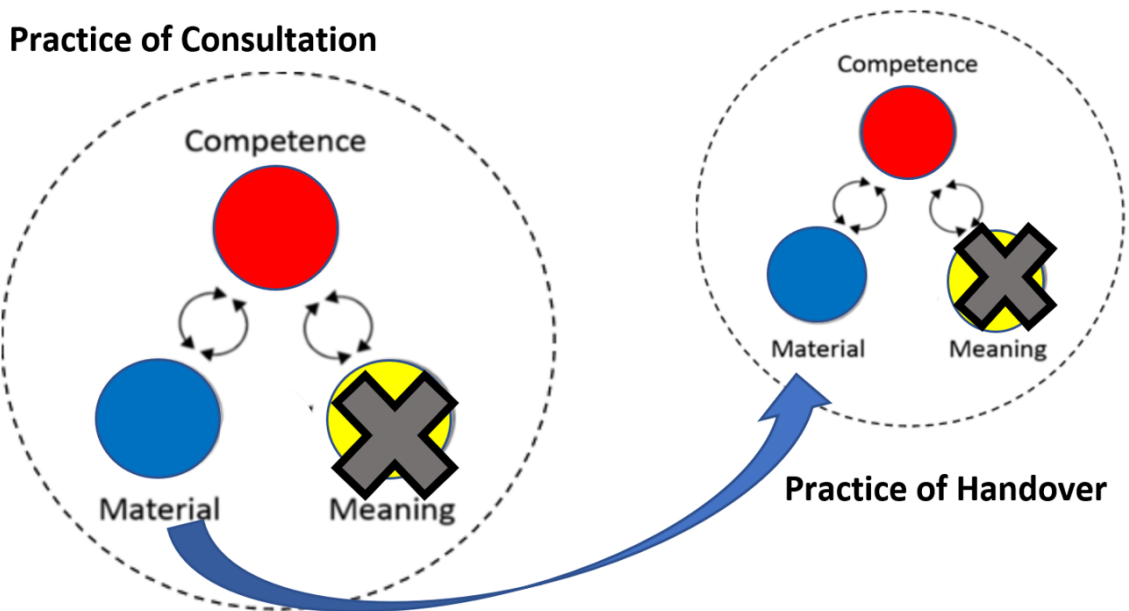 Practice of Consultation
Competence
Material
Meaning
Competence
Material
Meaning
Practice of Handover